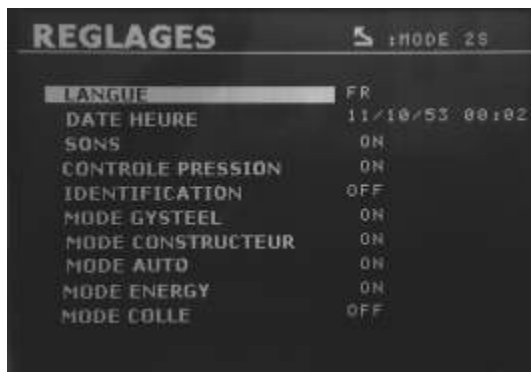 REGLAGES :MODE 2S
LANGUE FR
DATE HEURE 11/10/53 00:02
SONS ON
CONTROLE PRESSION ON
IDENTIFICATION OFF
MODE GYSTEEL ON
MODE CONSTRUCTEUR ON
MODE AUTO ON
MODE ENERGY ON
MODE COLLE OFF